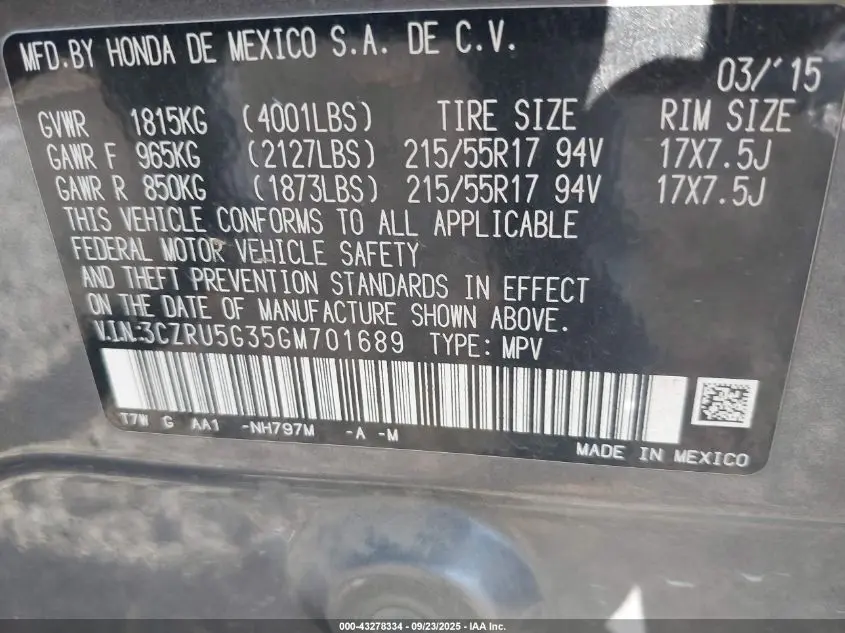 MFD.BY HONDA DE MEXICO S.A. DE C.V.
03/'15
GVWR 1815KG (4001LBS) TIRE SIZE RIM SIZE
GAWR F 965KG (2127LBS) 215/55R17 94V 17X7.5J
GAWR R 850KG (1873LBS) 215/55R17 94V 17X7.5J
THIS VEHICLE CONFORMS TO ALL APPLICABLE
FEDERAL MOTOR VEHICLE SAFETY
AND THEFT PREVENTION STANDARDS IN EFFECT
ON THE DATE OF MANUFACTURE SHOWN ABOVE.
V.I.N.:3CZRU5G35GM701689 TYPE: MPV
T7W G AA1 -NH797M -A -M
MADE IN MEXICO
000-43278334 - 09/23/2025 - IAA Inc.